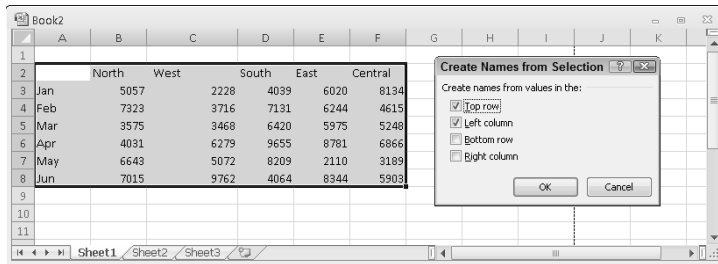 Book2
A B C D E F G H I J K
1
2 North West South East Central
3 Jan 5057 2228 4039 6020 8134
4 Feb 7323 3716 7131 6244 4615
5 Mar 3575 3468 6420 5975 5248
6 Apr 4031 6279 9655 8781 6866
7 May 6643 5072 8209 2110 3189
8 Jun 7015 9762 4064 8344 5903
9
10
11
Sheet1 Sheet2 Sheet3
Create Names from Selection ?
Create names from values in the:
Top row
Left column
Bottom row
Right column
OK Cancel